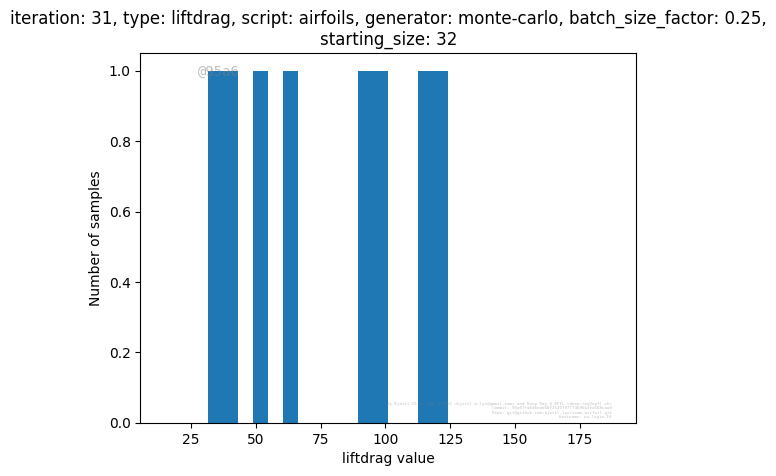 iteration: 31, type: liftdrag, script: airfoils, generator: monte-carlo, batch_size_factor: 0.25,
starting_size: 32
@95a6
1.0
0.8
0.6
0.4
0.2
0.0
Number of samples
25 50 75 100 125 150 175
liftdrag value